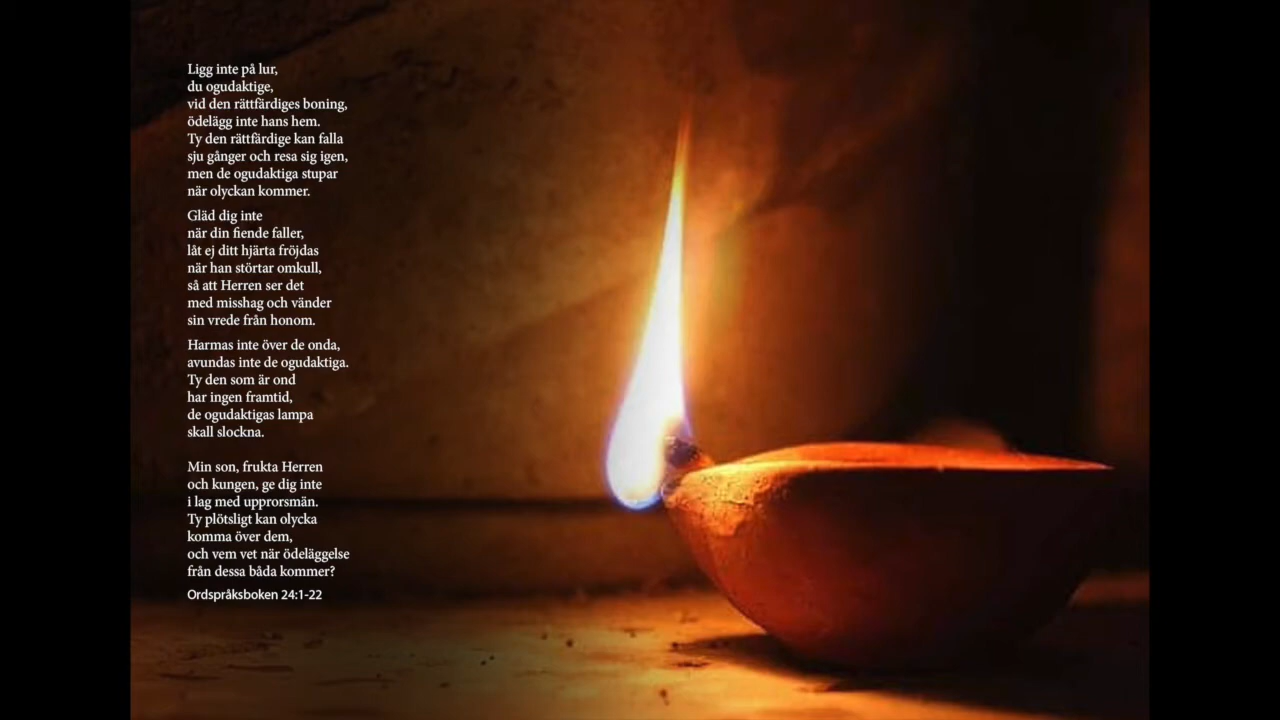 Ligg inte på lur,
du ogudaktige,
vid den rättfärdiges boning,
ödelägg inte hans hem.
Ty den rättfärdige kan falla
sju gånger och resa sig igen,
men de ogudaktiga stupar
när olyckan kommer.
Gläd dig inte
när din fiende faller,
låt ej ditt hjärta fröjdas
när han störtar omkull,
så att Herren ser det
med misshag och vänder
sin vrede från honom.
Harmas inte över de onda,
avundas inte de ogudaktiga.
Ty den som är ond
har ingen framtid,
de ogudaktigas lampa
skall slockna.
Min son, frukta Herren
och kungen, ge dig inte
i lag med upprorsmän.
Ty plötsligt kan olycka
komma över dem,
och vem vet när ödeläggelse
från dessa båda kommer?
Ordspråksboken 24:1-22